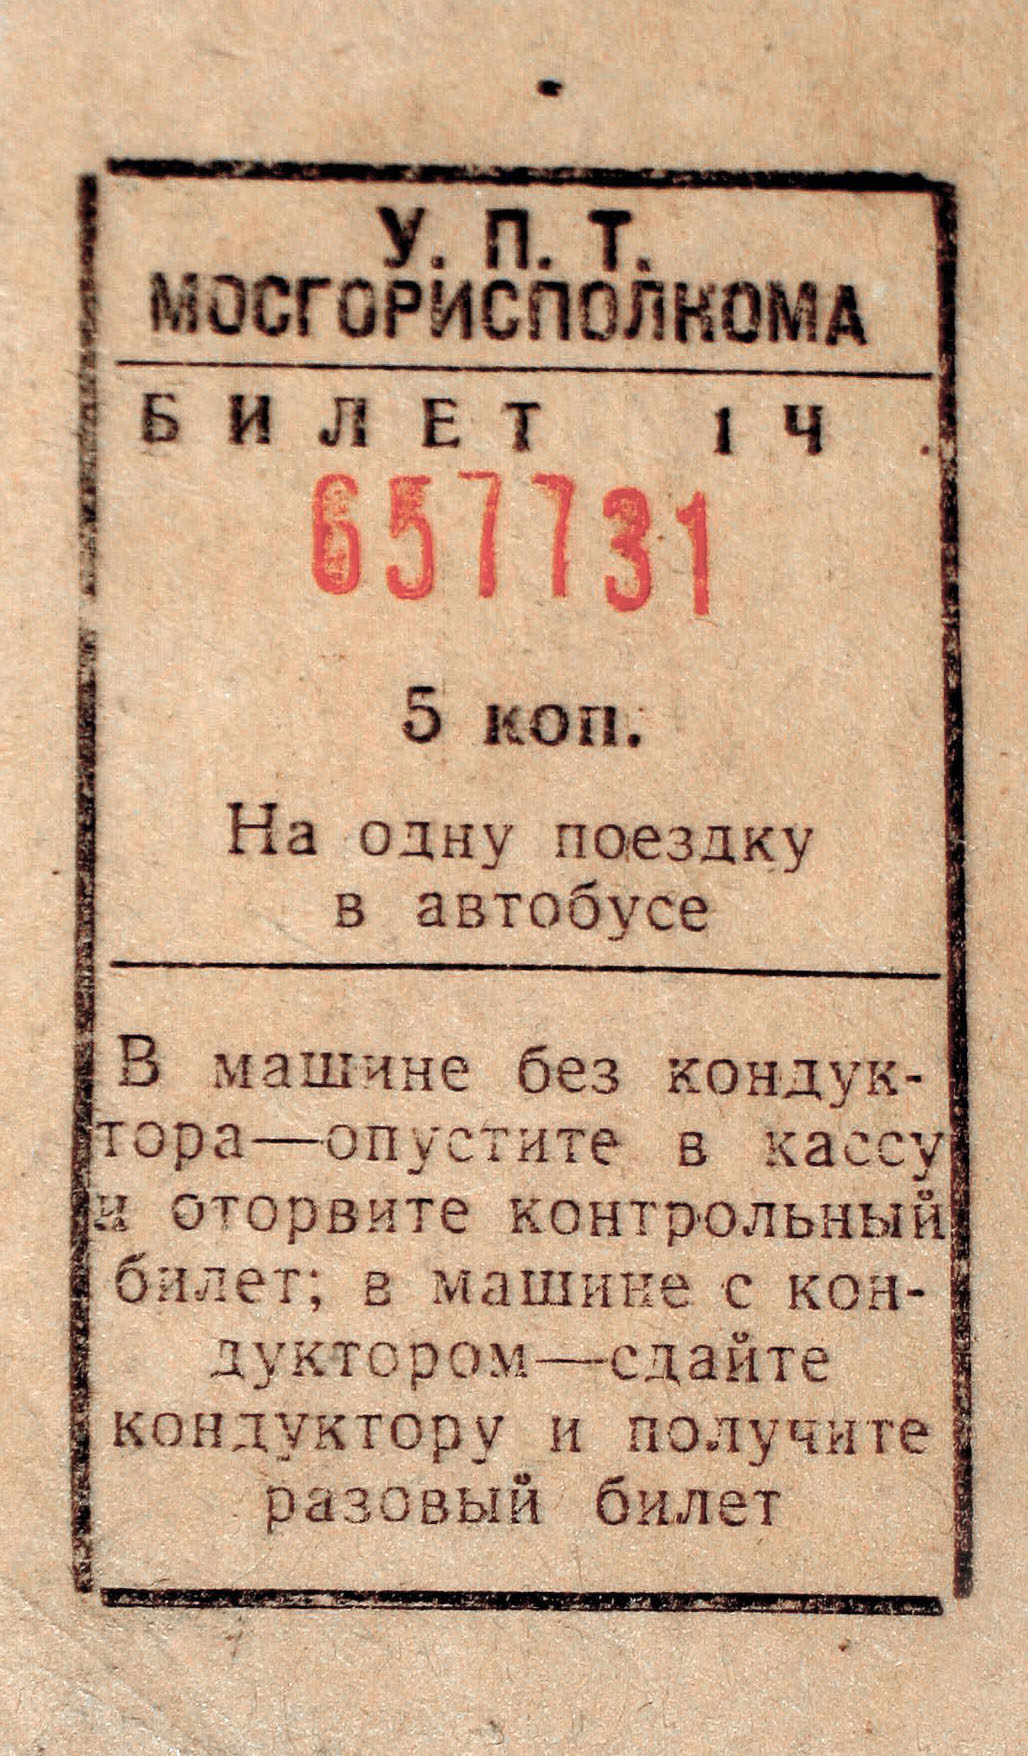 У. П. Т.
МОСГОРИСПОЛКОМА
БИЛЕТ 1Ч
657731
5 коп.
На одну поездку
в автобусе
В машине без кондук-
тора—опустите в кассу
и оторвите контрольный
билет; в машине с кон-
дуктором—сдайте
кондуктору и получите
разовый билет